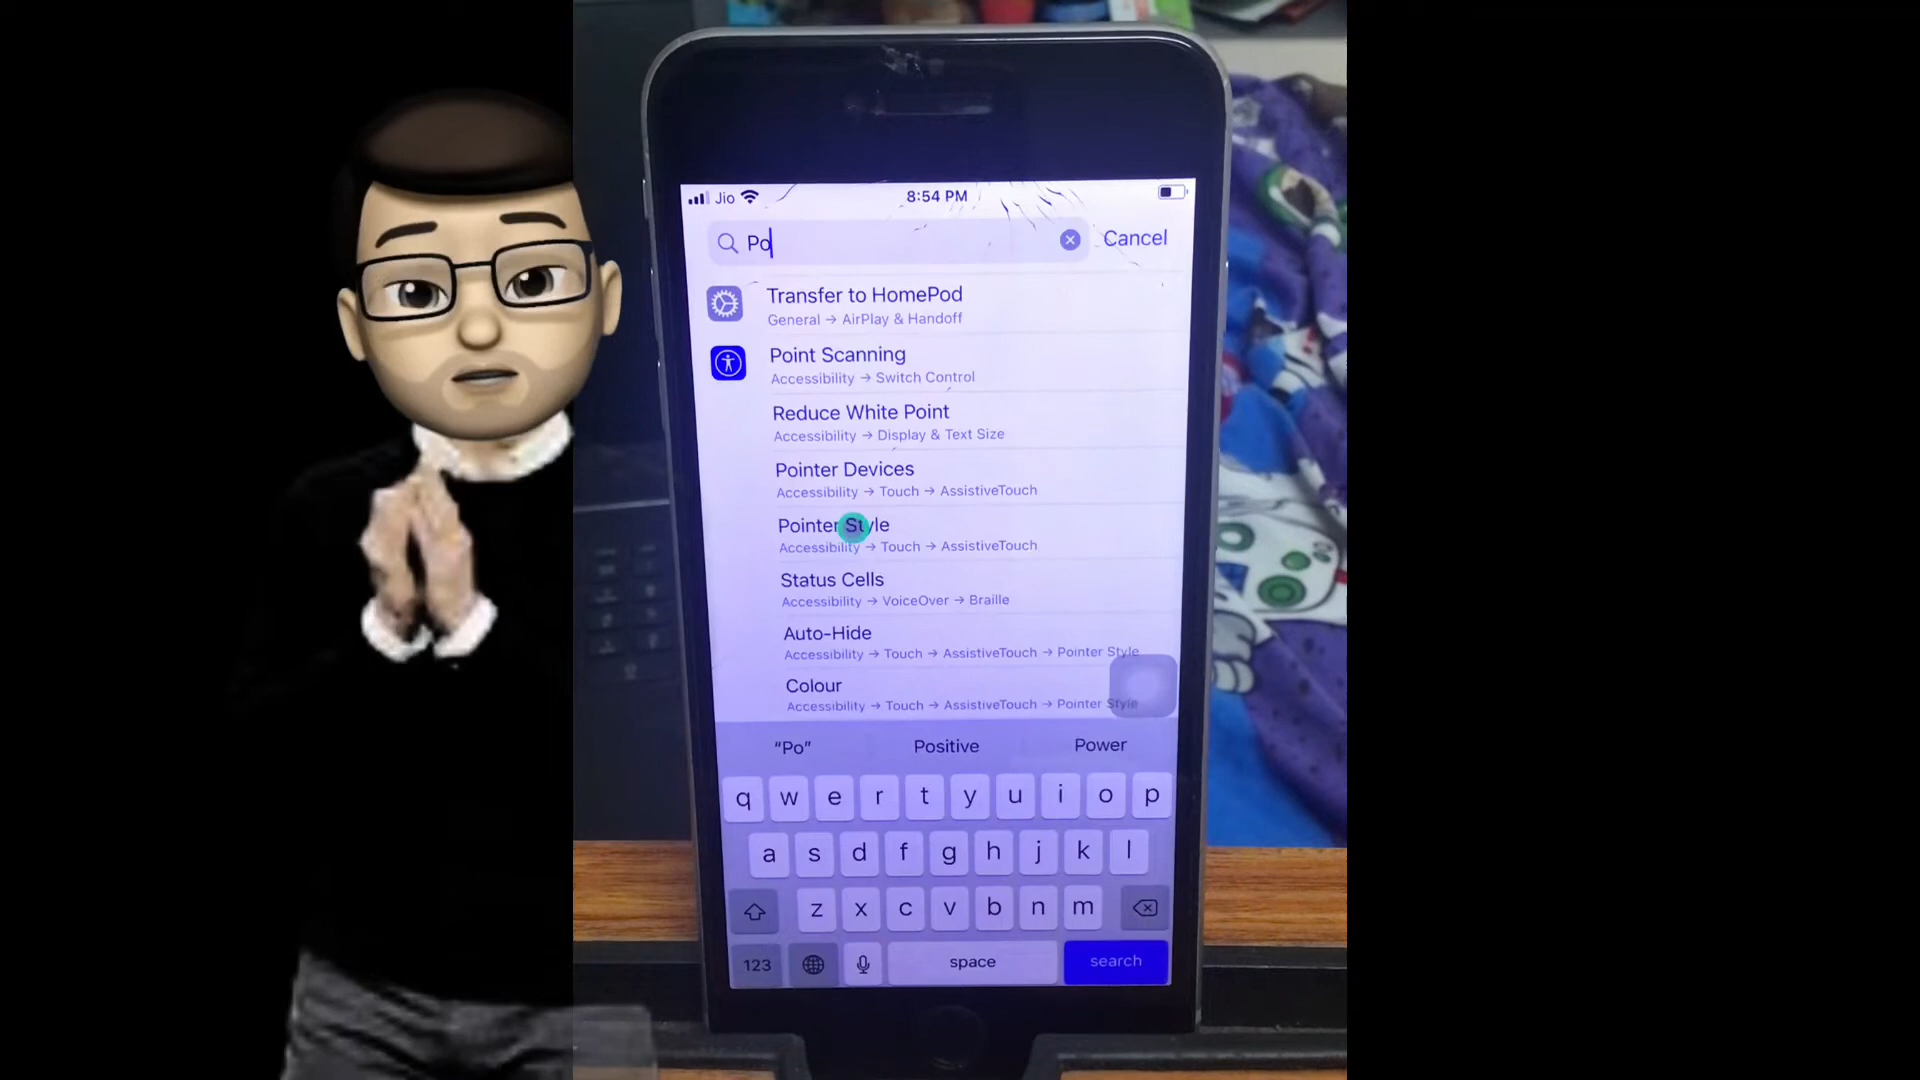 Jio 8:54 PM
Po Cancel
Transfer to HomePod
General → AirPlay & Handoff
Point Scanning
Accessibility → Switch Control
Reduce White Point
Accessibility → Display & Text Size
Pointer Devices
Accessibility → Touch → AssistiveTouch
Pointer Style
Accessibility → Touch → AssistiveTouch
Status Cells
Accessibility → VoiceOver → Braille
Auto-Hide
Accessibility → Touch → AssistiveTouch → Pointer Style
Colour
Accessibility → Touch → AssistiveTouch → Pointer Style
“Po” Positive Power
q w e r t y u i o p
a s d f g h j k l
z x c v b n m
123 space search